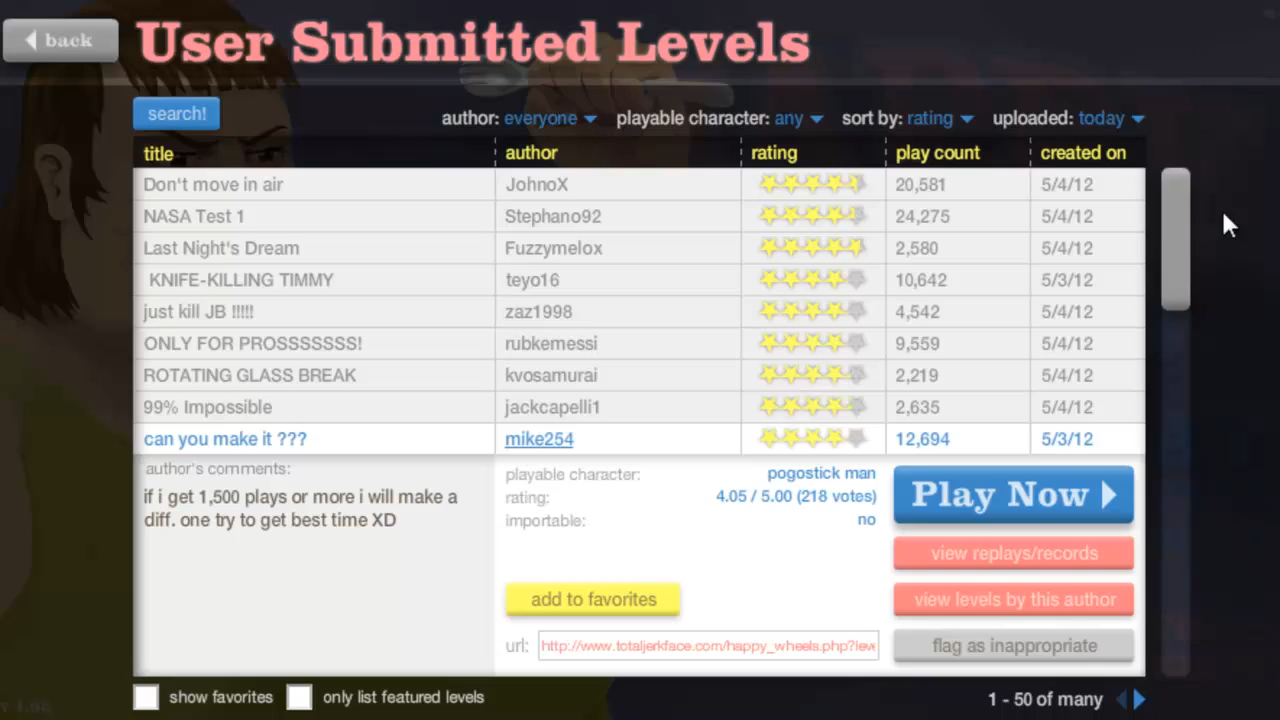 back
User Submitted Levels
search!
author: everyone playable character: any sort by: rating uploaded: today
title author rating play count created on
Don't move in air JohnoX 20,581 5/4/12
NASA Test 1 Stephano92 24,275 5/4/12
Last Night's Dream Fuzzymelox 2,580 5/4/12
KNIFE-KILLING TIMMY teyo16 10,642 5/3/12
just kill JB !!!!! zaz1998 4,542 5/4/12
ONLY FOR PROSSSSSSS! rubkemessi 9,559 5/4/12
ROTATING GLASS BREAK kvosamurai 2,219 5/4/12
99% Impossible jackcapelli1 2,635 5/4/12
can you make it ??? mike254 12,694 5/3/12
author's comments:
if i get 1,500 plays or more i will make a
diff. one try to get best time XD
playable character: pogostick man
rating: 4.05 / 5.00 (218 votes)
importable: no
Play Now
view replays/records
add to favorites
view levels by this author
url: http://www.totaljerkface.com/happy_wheels.php?lev
flag as inappropriate
show favorites only list featured levels
1 - 50 of many